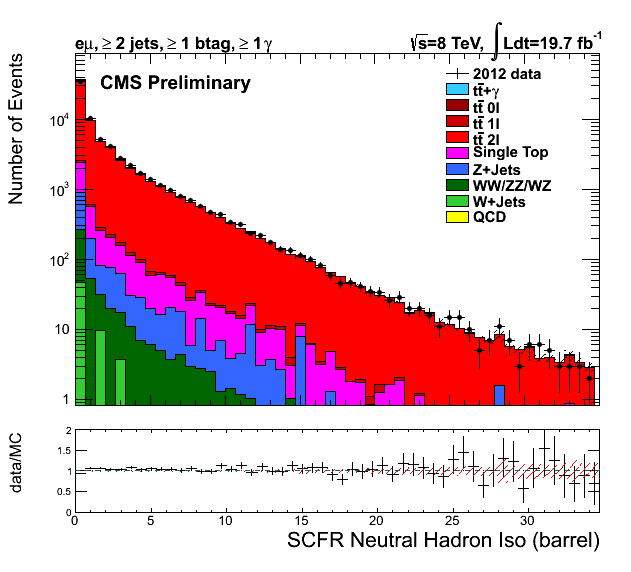 eμ, ≥ 2 jets, ≥ 1 btag, ≥ 1 γ
√s=8 TeV, ∫Ldt=19.7 fb⁻¹
CMS Preliminary
2012 data
tt̄+γ
tt̄ 0l
tt̄ 1l
tt̄ 2l
Single Top
Z+Jets
WW/ZZ/WZ
W+Jets
QCD
Number of Events
10⁴
10³
10²
10
1
data/MC
2
1.5
1
0.5
0
0 5 10 15 20 25 30
SCFR Neutral Hadron Iso (barrel)